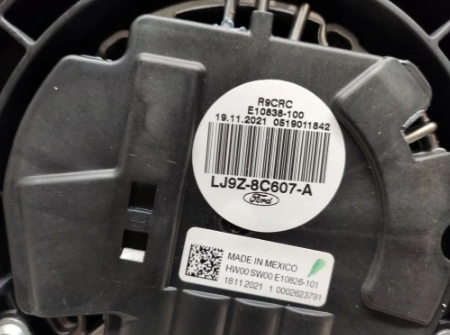 R9CRC
E10838-100
19.11.2021 0519011842
LJ9Z-8C607-A
Ford
MADE IN MEXICO
HW00 SW00 E10826-101
18112021 1 0002823791